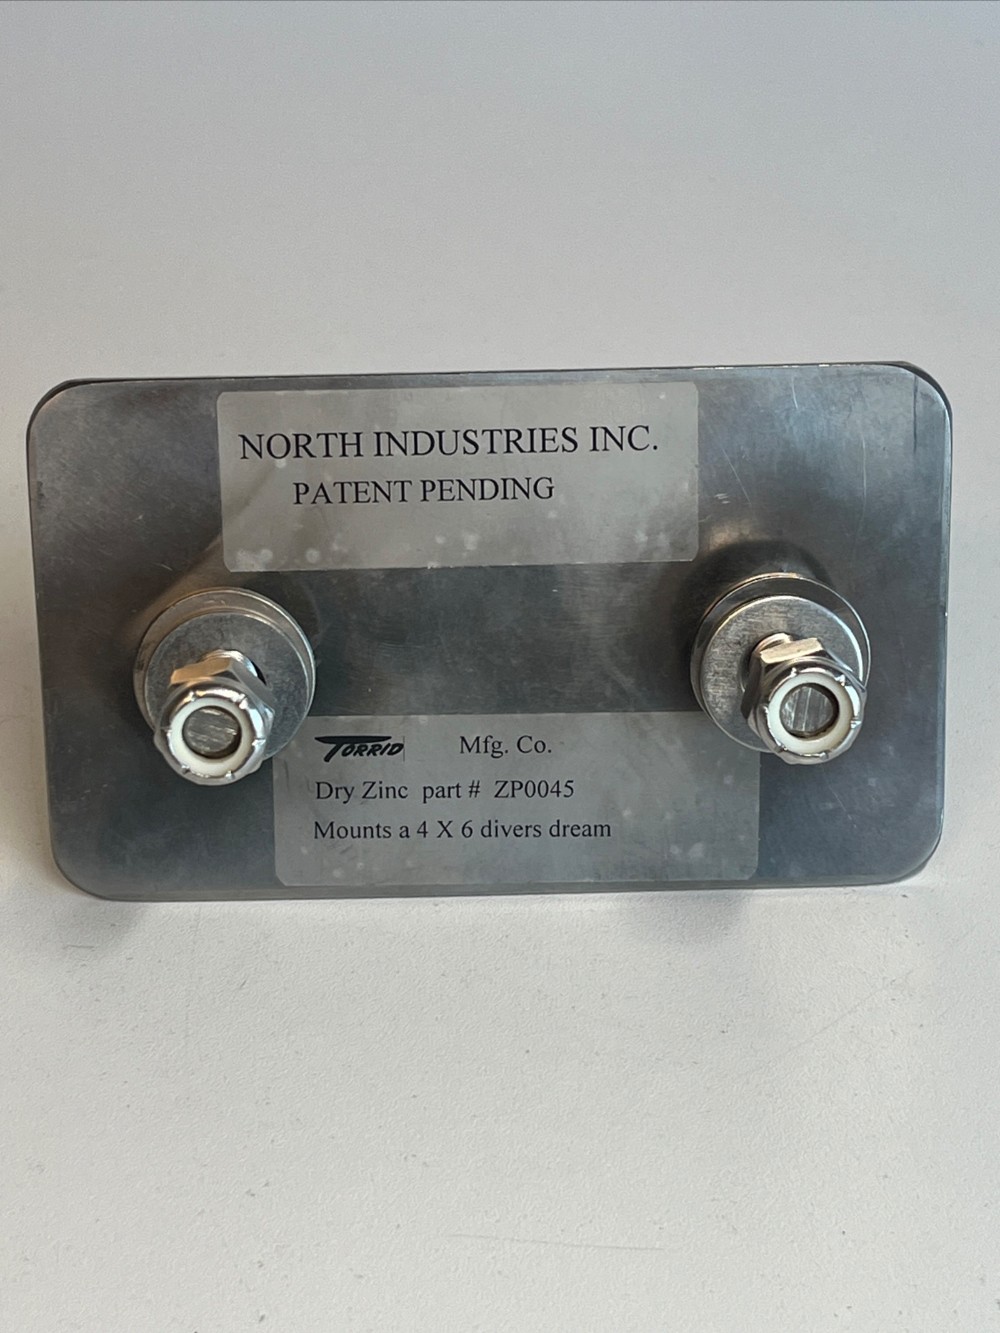 NORTH INDUSTRIES INC.
PATENT PENDING
TORRID Mfg. Co.
Dry Zinc part # ZP0045
Mounts a 4 X 6 divers dream